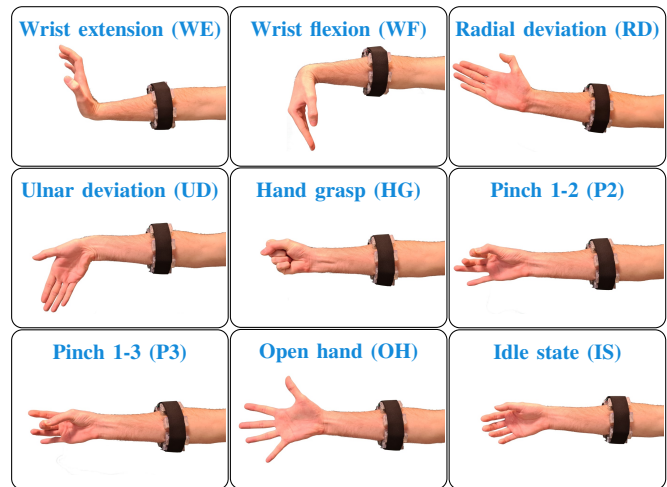 Wrist extension (WE)
Wrist flexion (WF)
Radial deviation (RD)
Ulnar deviation (UD)
Hand grasp (HG)
Pinch 1-2 (P2)
Pinch 1-3 (P3)
Open hand (OH)
Idle state (IS)